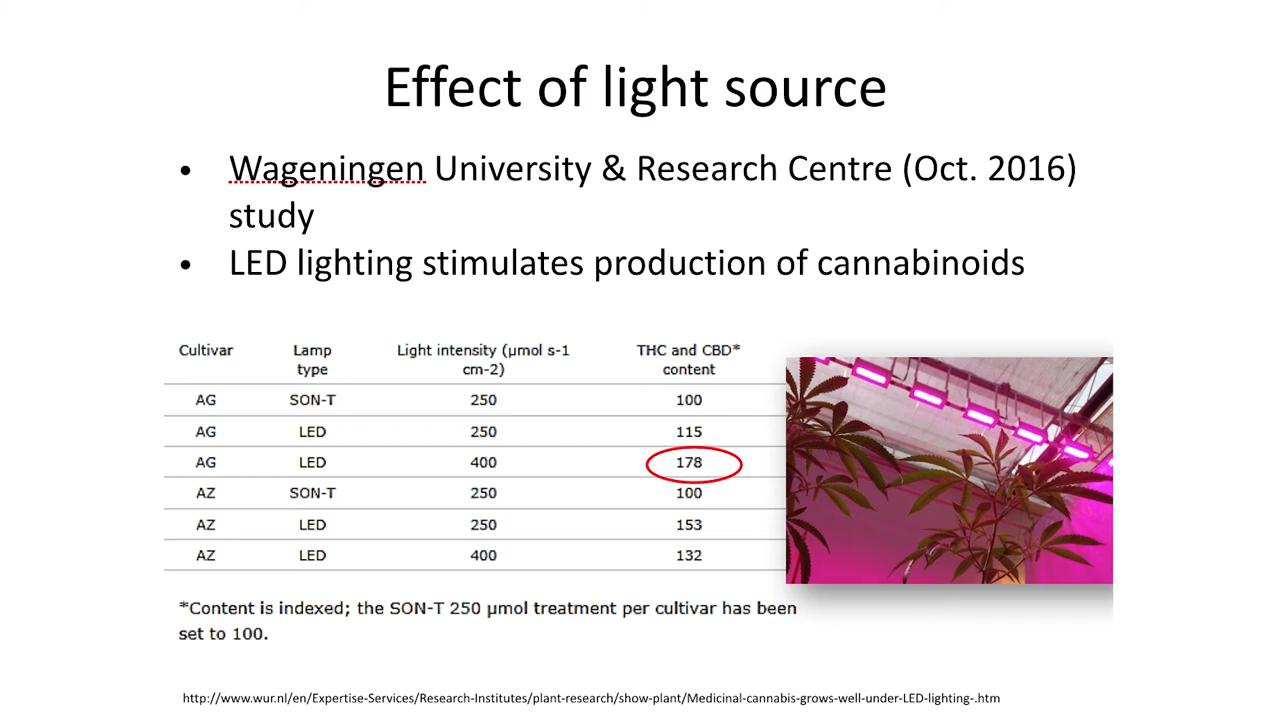 Effect of light source
• Wageningen University & Research Centre (Oct. 2016)
study
• LED lighting stimulates production of cannabinoids
Cultivar Lamp type Light intensity (μmol s-1 cm-2) THC and CBD* content
AG SON-T 250 100
AG LED 250 115
AG LED 400 178
AZ SON-T 250 100
AZ LED 250 153
AZ LED 400 132
*Content is indexed; the SON-T 250 μmol treatment per cultivar has been
set to 100.
http://www.wur.nl/en/Expertise-Services/Research-Institutes/plant-research/show-plant/Medicinal-cannabis-grows-well-under-LED-lighting-.htm